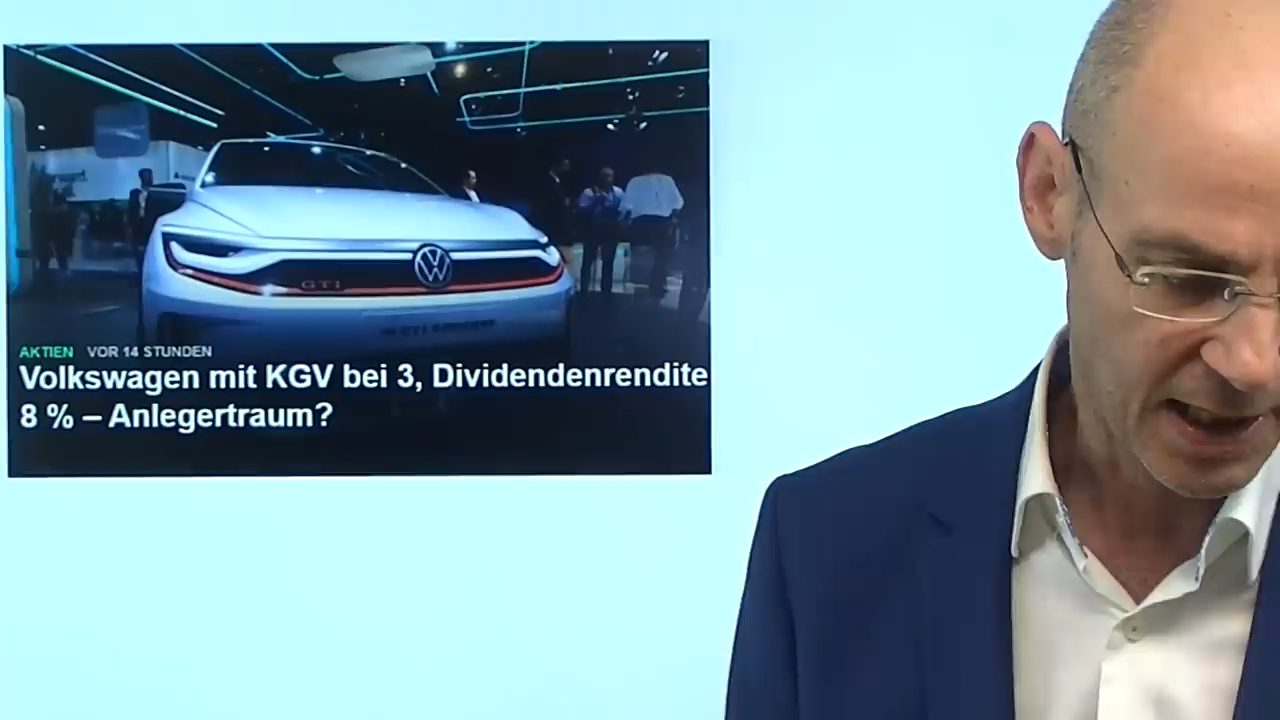 GTI
AKTIEN VOR 14 STUNDEN
Volkswagen mit KGV bei 3, Dividendenrendite
8 % – Anlegertraum?